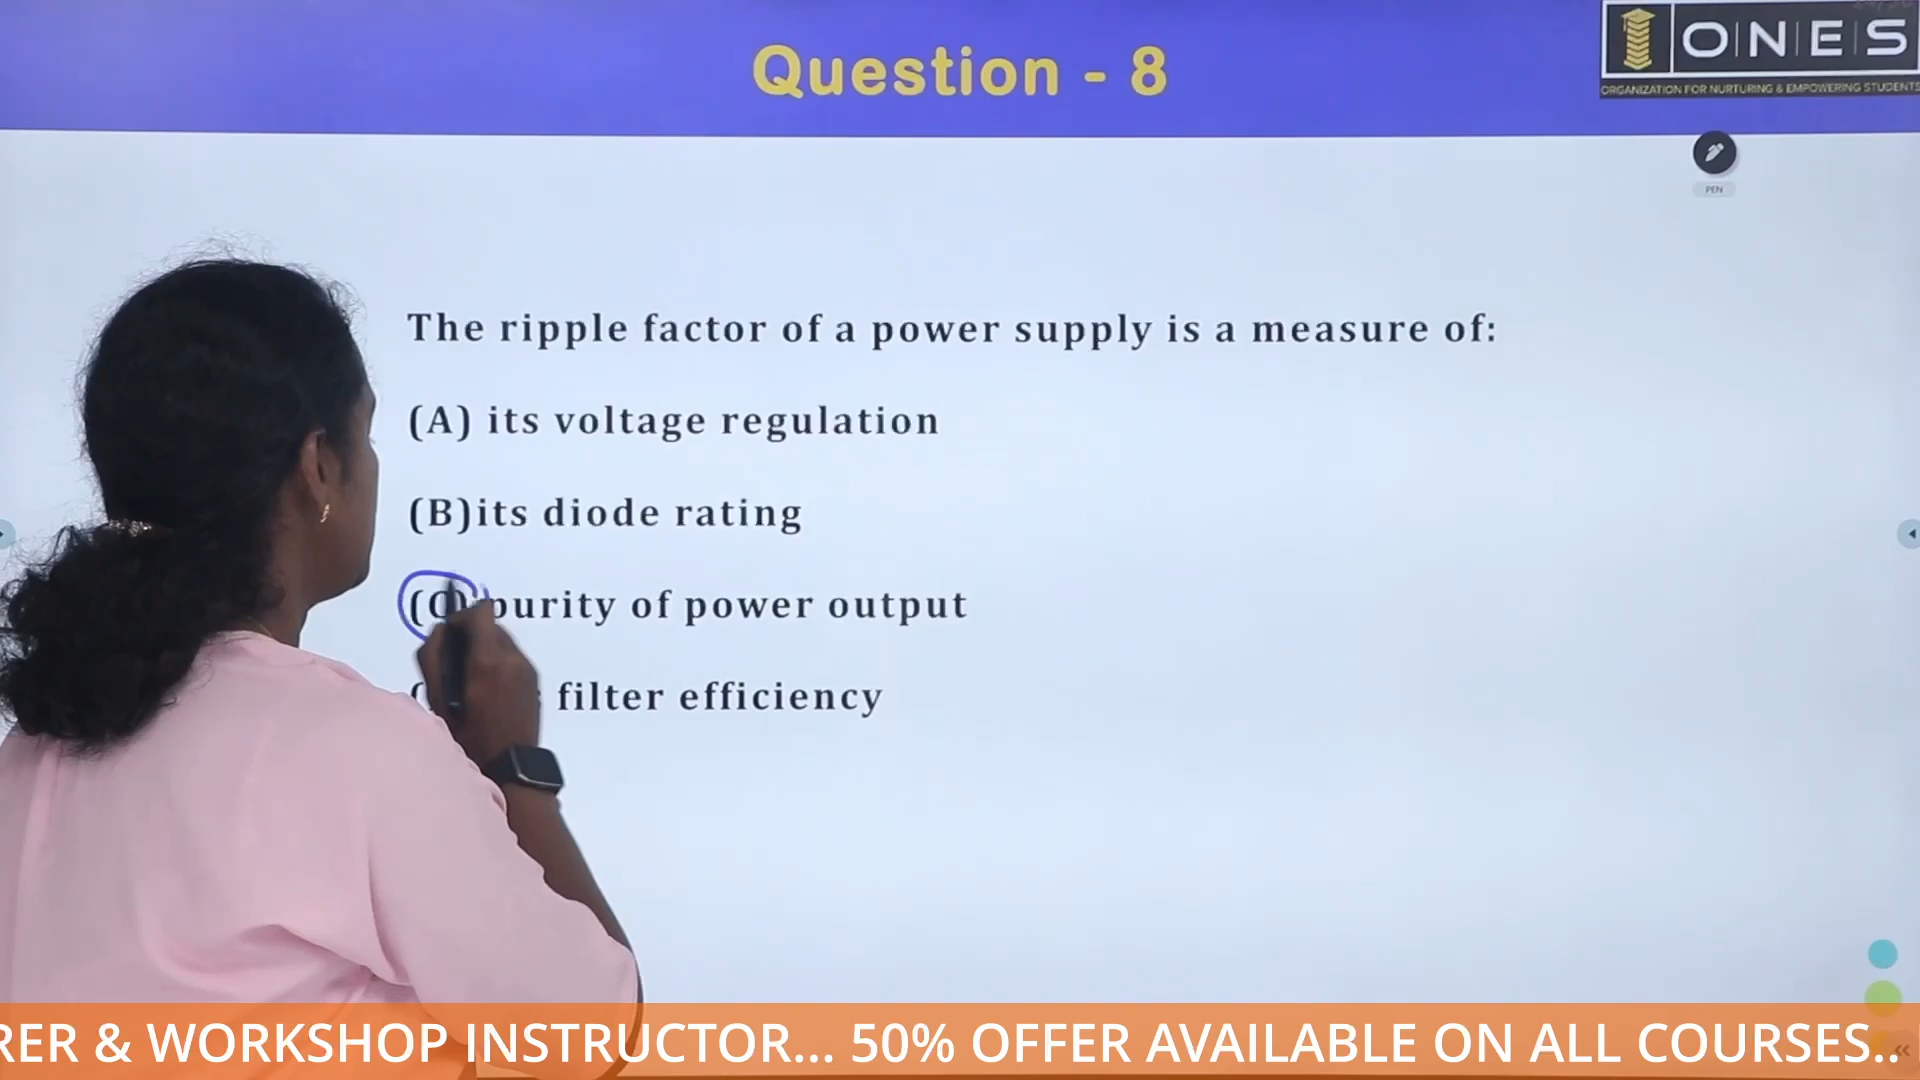 Question - 8
ONES
ORGANIZATION FOR NURTURING & EMPOWERING STUDENTS
PEN
The ripple factor of a power supply is a measure of:
(A) its voltage regulation
(B)its diode rating
(C) purity of power output
filter efficiency
RER & WORKSHOP INSTRUCTOR... 50% OFFER AVAILABLE ON ALL COURSES..